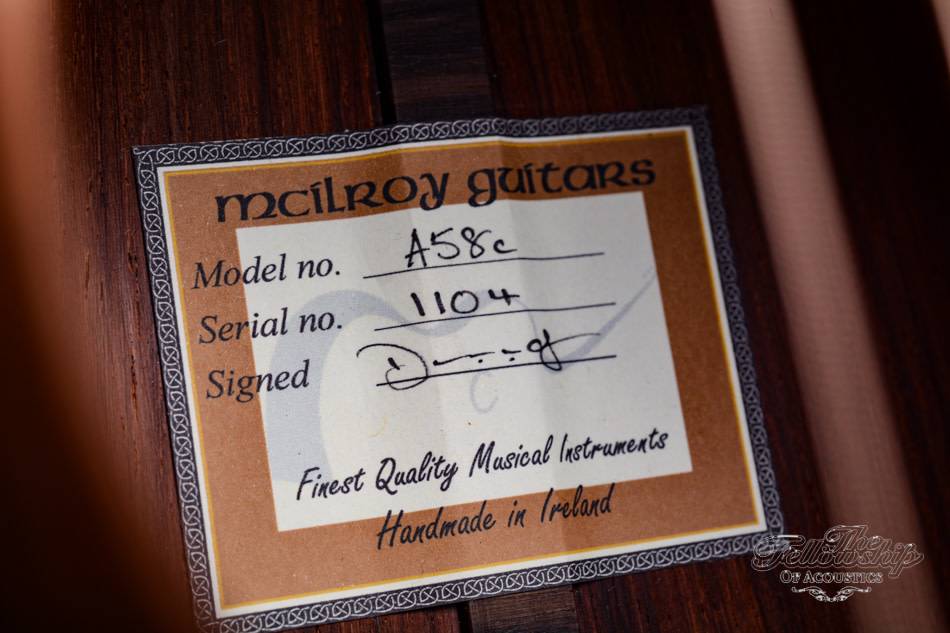 mcilroy guitars
Model no. A58c
Serial no. 1104
Signed
Finest Quality Musical Instruments
Handmade in Ireland
The
Fellowship
Of Acoustics